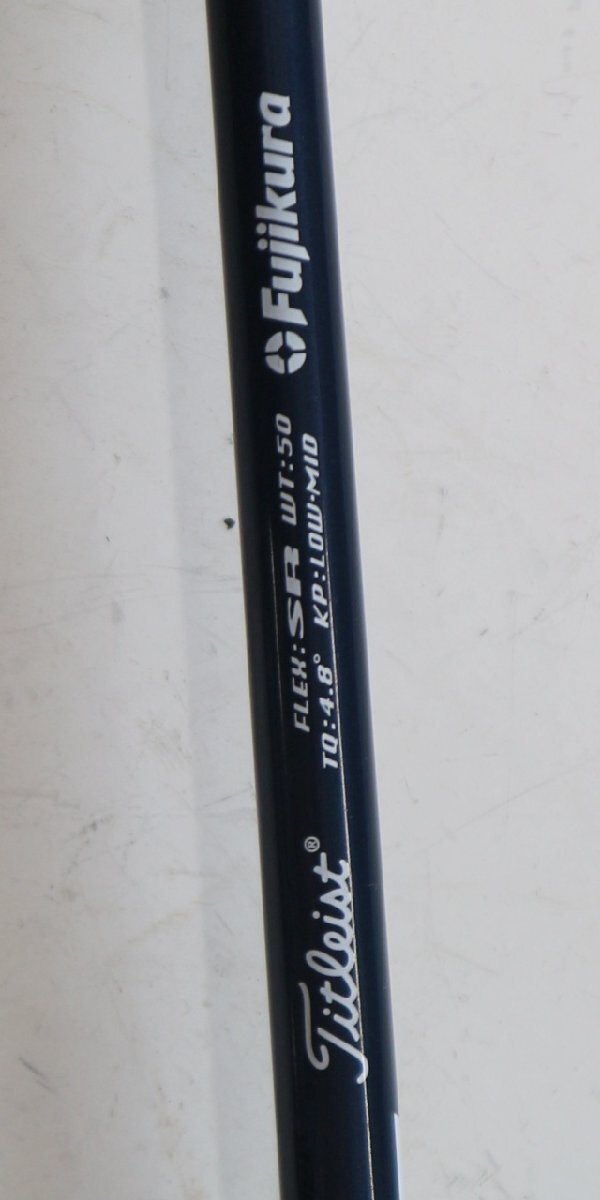 Titleist®
FLEX:SR WT:50
TQ:4.8° KP:LOW-MID
Fujikura